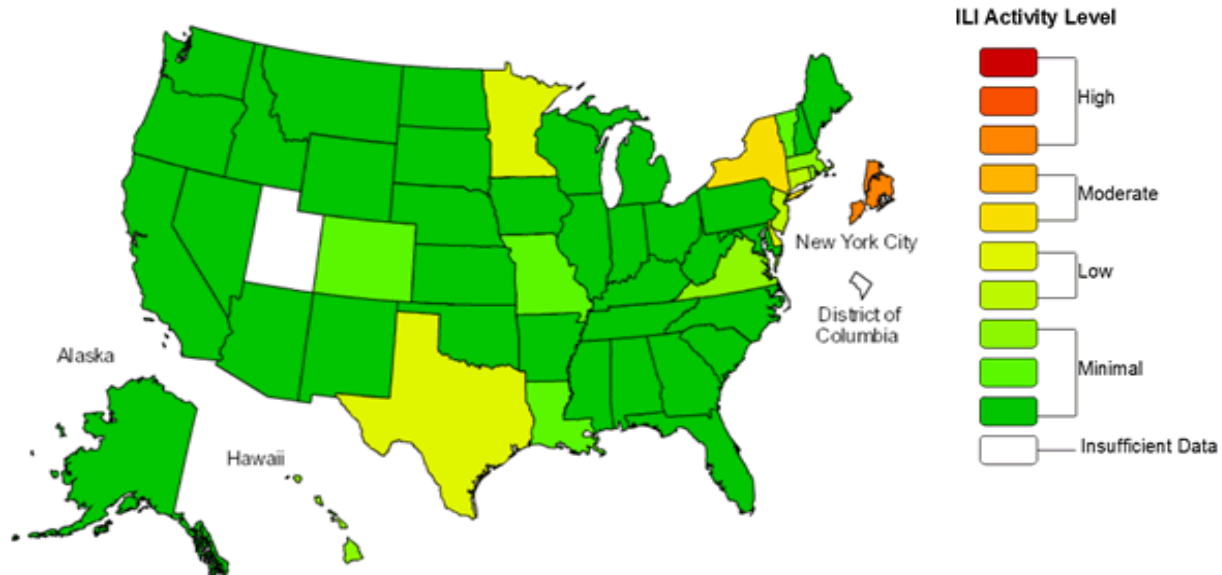 ILI Activity Level
High
Moderate
New York City
Low
District of
Columbia
Alaska
Minimal
Insufficient Data
Hawaii